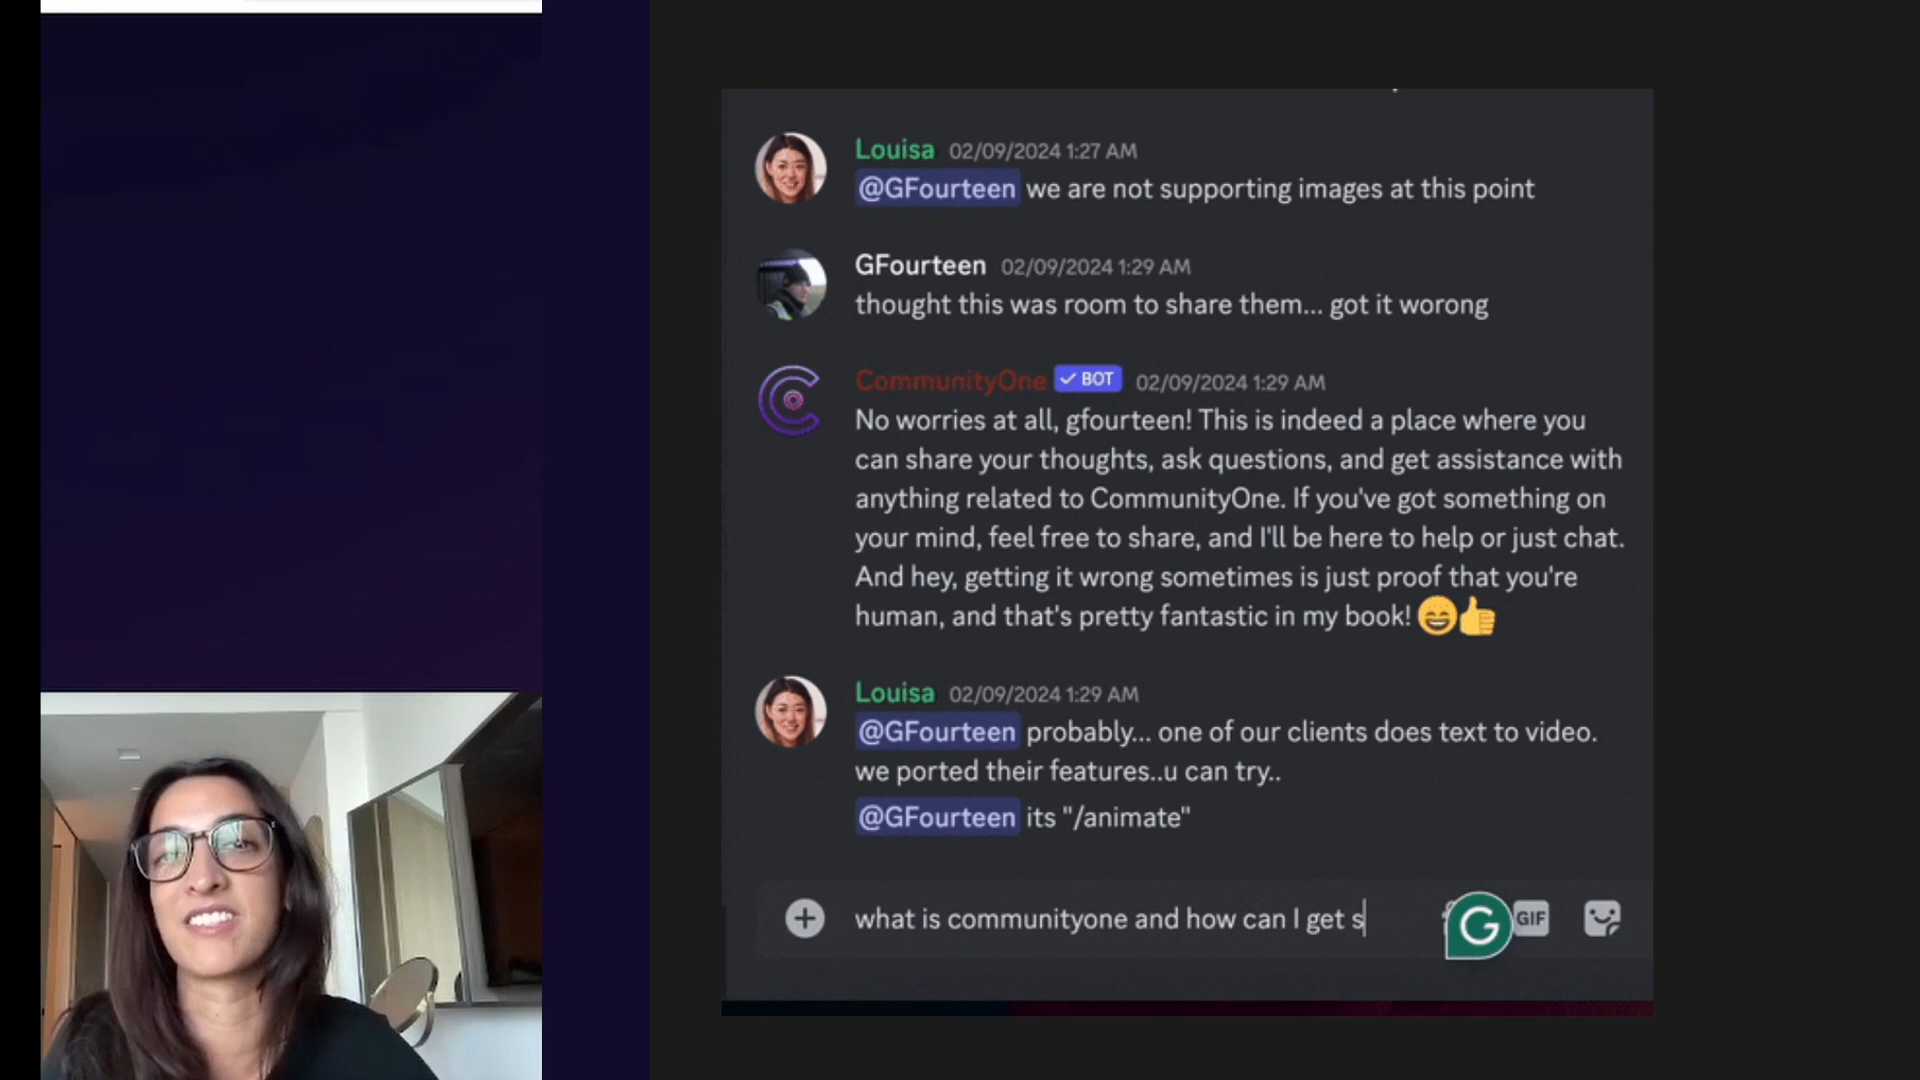 Louisa 02/09/2024 1:27 AM
@GFourteen we are not supporting images at this point
GFourteen 02/09/2024 1:29 AM
thought this was room to share them... got it worong
CommunityOne BOT 02/09/2024 1:29 AM
No worries at all, gfourteen! This is indeed a place where you
can share your thoughts, ask questions, and get assistance with
anything related to CommunityOne. If you've got something on
your mind, feel free to share, and I'll be here to help or just chat.
And hey, getting it wrong sometimes is just proof that you're
human, and that's pretty fantastic in my book! 😄👍
Louisa 02/09/2024 1:29 AM
@GFourteen probably... one of our clients does text to video.
we ported their features..u can try..
@GFourteen its "/animate"
what is communityone and how can I get s
G GIF